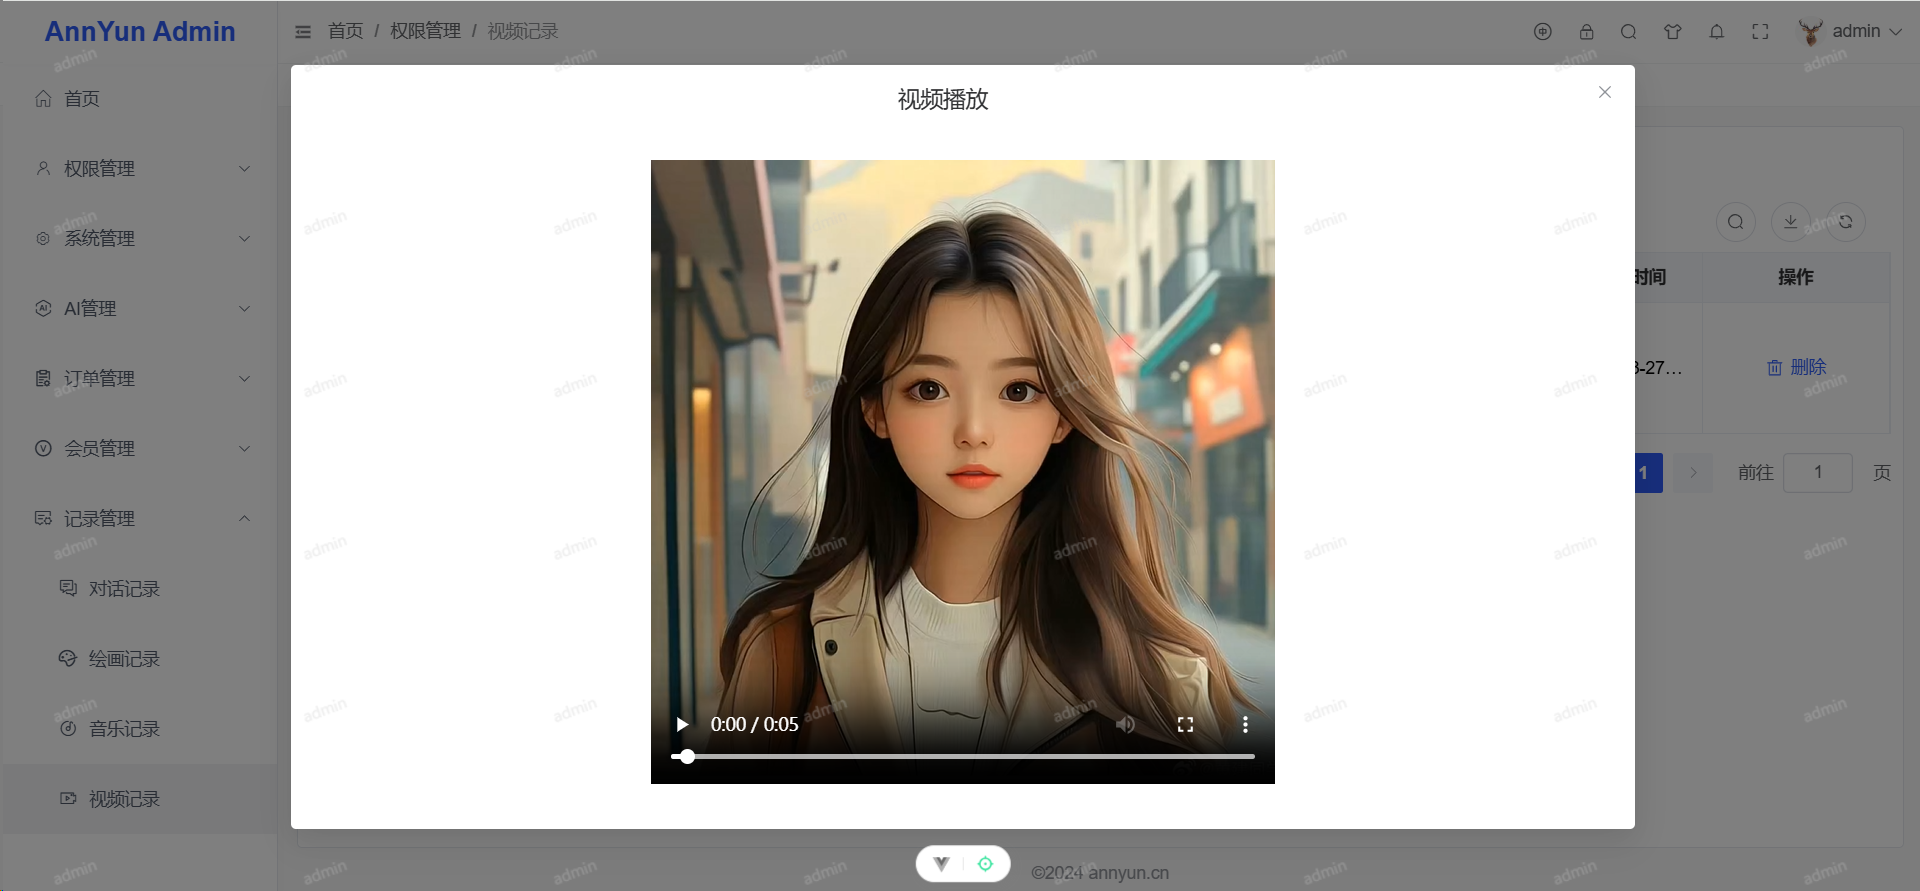 AnnYun Admin
首页 / 权限管理 / 视频记录
admin
首页
权限管理
系统管理
AI管理
订单管理
会员管理
记录管理
对话记录
绘画记录
音乐记录
视频记录
视频播放
0:00 / 0:05
时间
操作
3-27...
删除
1
前往
1
页
©2024 annyun.cn